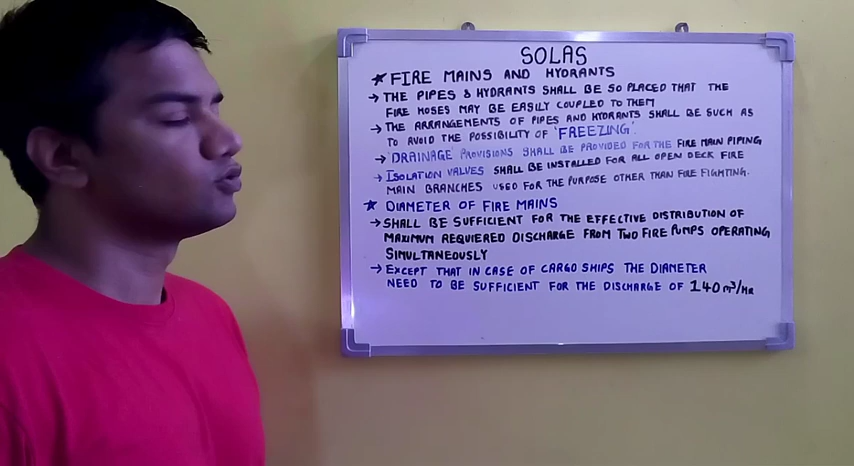 SOLAS
★ FIRE MAINS AND HYDRANTS
→ THE PIPES & HYDRANTS SHALL BE SO PLACED THAT THE
FIRE HOSES MAY BE EASILY COUPLED TO THEM
→ THE ARRANGEMENTS OF PIPES AND HYDRANTS SHALL BE SUCH AS
TO AVOID THE POSSIBILITY OF 'FREEZING'.
→ 'DRAINAGE' PROVISIONS SHALL BE PROVIDED FOR THE FIRE MAIN PIPING
→ ISOLATION VALVES SHALL BE INSTALLED FOR ALL OPEN DECK FIRE
MAIN BRANCHES USED FOR THE PURPOSE OTHER THAN FIRE FIGHTING.
★ DIAMETER OF FIRE MAINS
→ SHALL BE SUFFICIENT FOR THE EFFECTIVE DISTRIBUTION OF
MAXIMUM REQUIERED DISCHARGE FROM TWO FIRE PUMPS OPERATING
SIMULTANEOUSLY
→ EXCEPT THAT IN CASE OF CARGO SHIPS THE DIAMETER
NEED TO BE SUFFICIENT FOR THE DISCHARGE OF 140 m³/HR